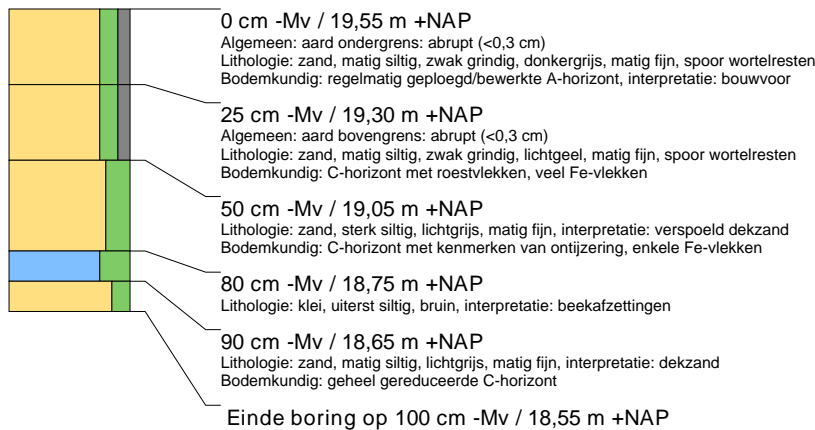 0 cm -Mv / 19,55 m +NAP
Algemeen: aard ondergrens: abrupt (<0,3 cm)
Lithologie: zand, matig siltig, zwak grindig, donkergrijs, matig fijn, spoor wortelresten
Bodemkundig: regelmatig geploegd/bewerkte A-horizont, interpretatie: bouwvoor
25 cm -Mv / 19,30 m +NAP
Algemeen: aard bovengrens: abrupt (<0,3 cm)
Lithologie: zand, matig siltig, zwak grindig, lichtgeel, matig fijn, spoor wortelresten
Bodemkundig: C-horizont met roestvlekken, veel Fe-vlekken
50 cm -Mv / 19,05 m +NAP
Lithologie: zand, sterk siltig, lichtgrijs, matig fijn, interpretatie: verspoeld dekzand
Bodemkundig: C-horizont met kenmerken van ontijzering, enkele Fe-vlekken
80 cm -Mv / 18,75 m +NAP
Lithologie: klei, uiterst siltig, bruin, interpretatie: beekafzettingen
90 cm -Mv / 18,65 m +NAP
Lithologie: zand, matig siltig, lichtgrijs, matig fijn, interpretatie: dekzand
Bodemkundig: geheel gereduceerde C-horizont
Einde boring op 100 cm -Mv / 18,55 m +NAP